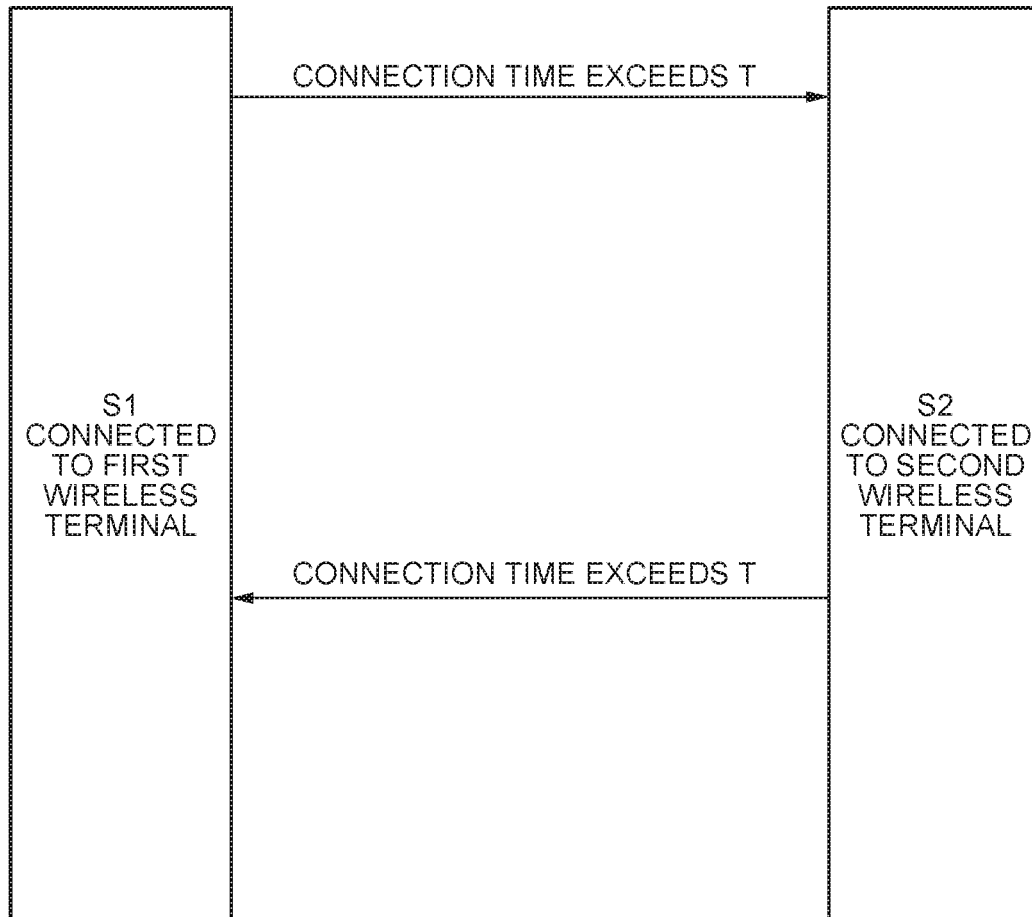 CONNECTION TIME EXCEEDS T
S1
CONNECTED
TO FIRST
WIRELESS
TERMINAL
S2
CONNECTED
TO SECOND
WIRELESS
TERMINAL
CONNECTION TIME EXCEEDS T